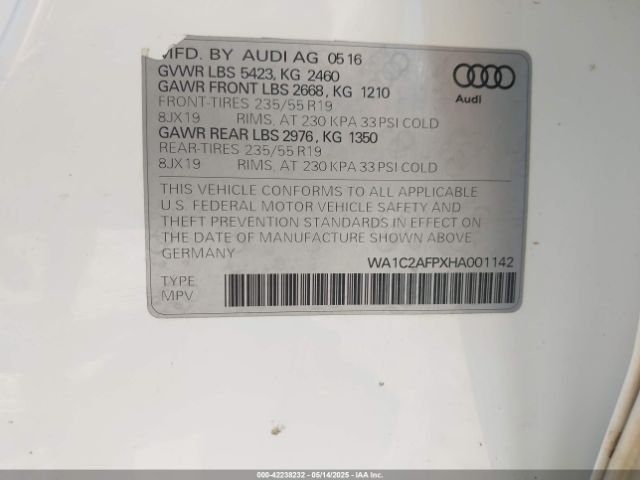 MFD. BY AUDI AG 05 16
GVWR LBS 5423, KG 2460
GAWR FRONT LBS 2668, KG 1210
FRONT-TIRES 235/55 R19
8JX19 RIMS, AT 230 KPA 33 PSI COLD
GAWR REAR LBS 2976, KG 1350
REAR-TIRES 235/55 R19
8JX19 RIMS, AT 230 KPA 33 PSI COLD
Audi
THIS VEHICLE CONFORMS TO ALL APPLICABLE
U.S. FEDERAL MOTOR VEHICLE SAFETY AND
THEFT PREVENTION STANDARDS IN EFFECT ON
THE DATE OF MANUFACTURE SHOWN ABOVE,
GERMANY
WA1C2AFPXHA001142
TYPE:
MPV
000-42238232 - 05/14/2025 - IAAI.COM